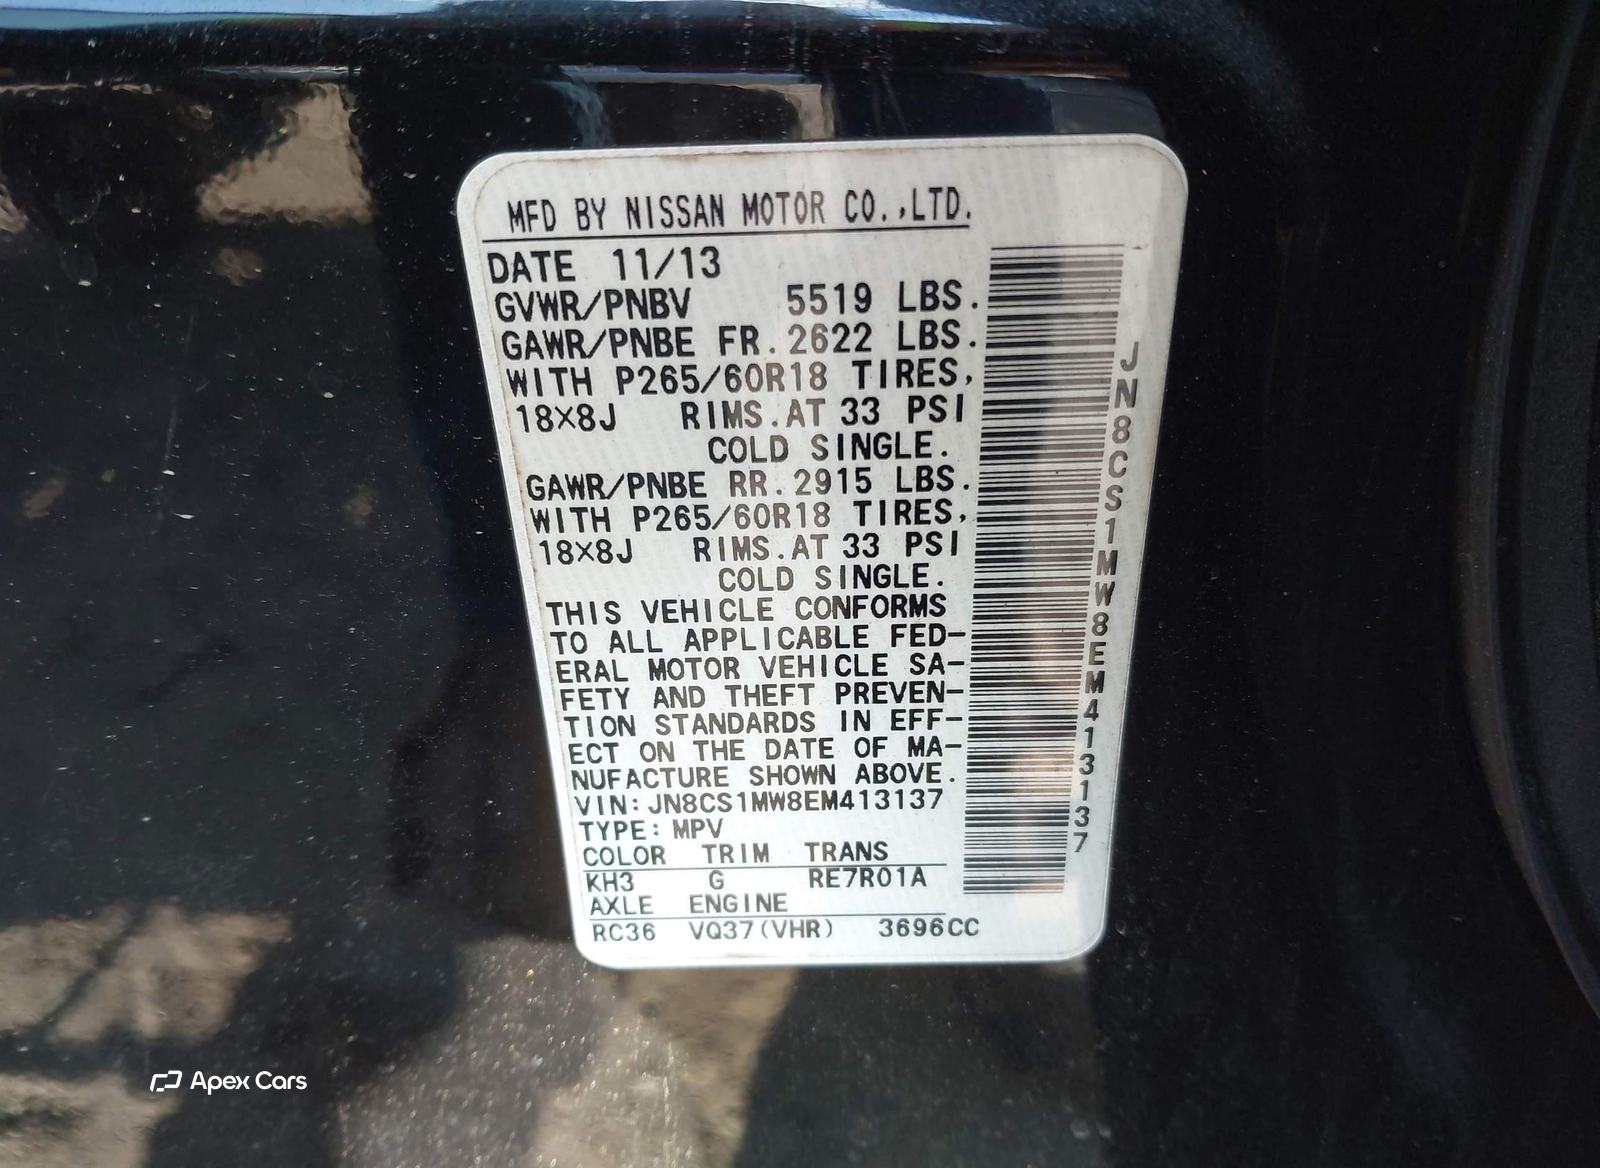 MFD BY NISSAN MOTOR CO.,LTD.
DATE 11/13
GVWR/PNBV 5519 LBS.
GAWR/PNBE FR. 2622 LBS.
WITH P265/60R18 TIRES,
18×8J RIMS. AT 33 PSI
COLD SINGLE.
GAWR/PNBE RR. 2915 LBS.
WITH P265/60R18 TIRES,
18×8J RIMS. AT 33 PSI
COLD SINGLE.
THIS VEHICLE CONFORMS
TO ALL APPLICABLE FED-
ERAL MOTOR VEHICLE SA-
FETY AND THEFT PREVEN-
TION STANDARDS IN EFF-
ECT ON THE DATE OF MA-
NUFACTURE SHOWN ABOVE.
VIN: JN8CS1MW8EM413137
TYPE: MPV
COLOR TRIM TRANS
KH3 G RE7R01A
AXLE ENGINE
RC36 VQ37(VHR) 3696CC
JN8CS1MW8EM413137
Apex Cars